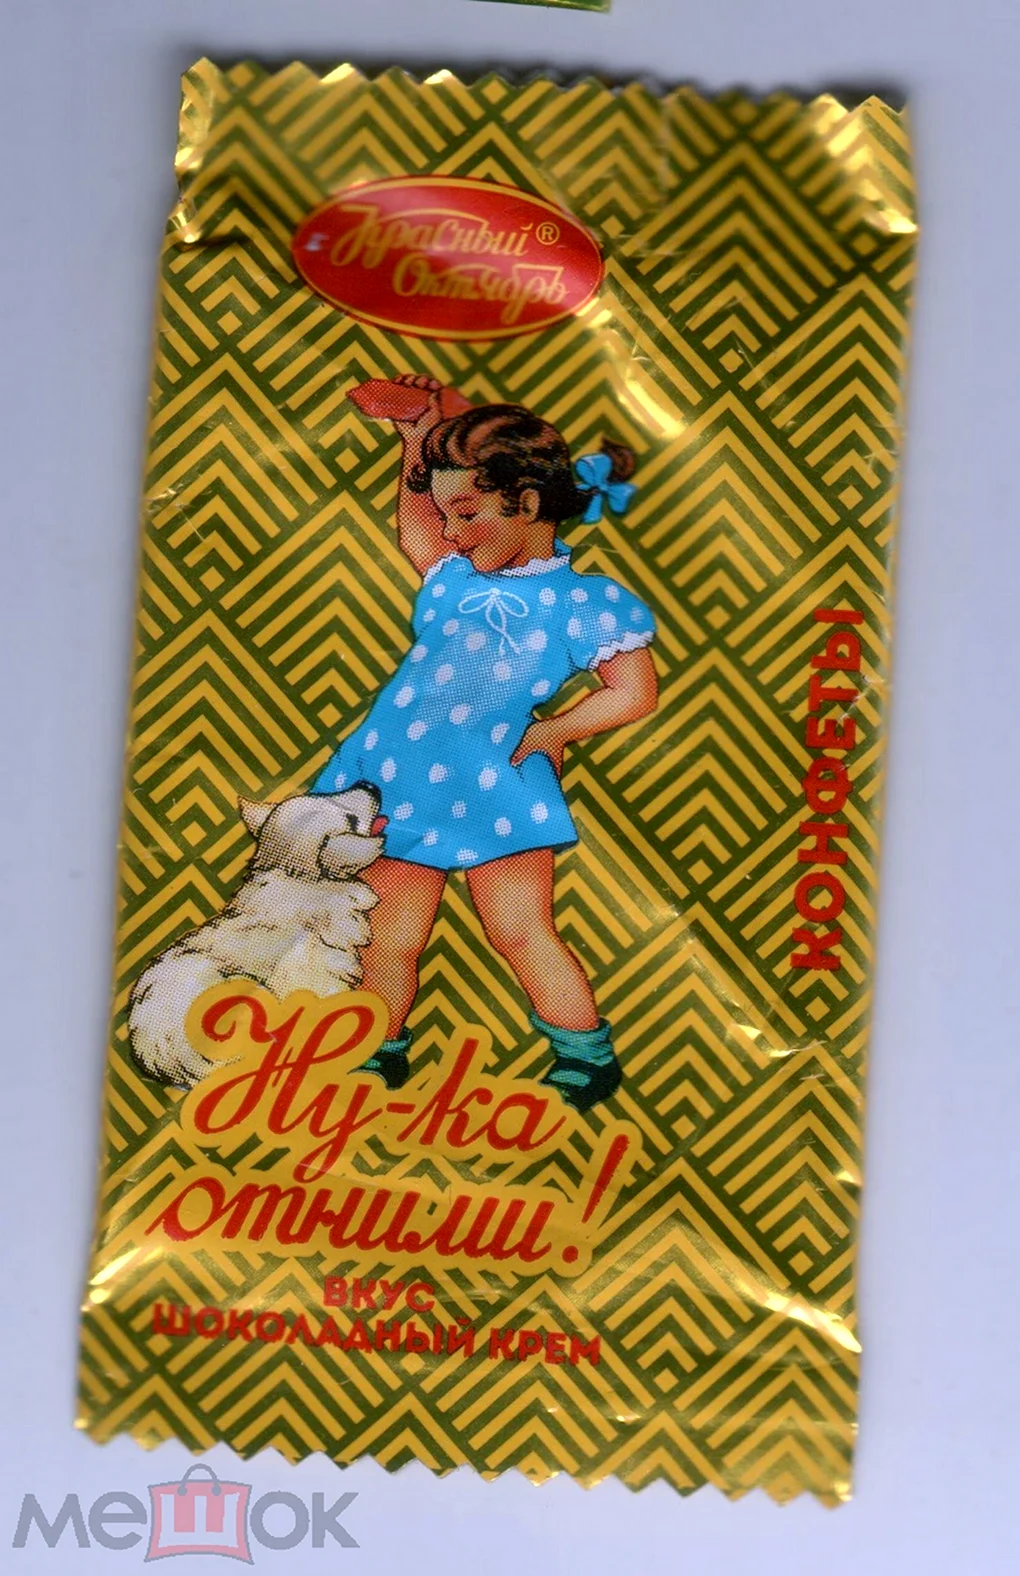 Красный®
Октябрь
КОНФЕТЫ
Ну-ка
отними!
ВКУС
ШОКОЛАДНЫЙ КРЕМ
мешок